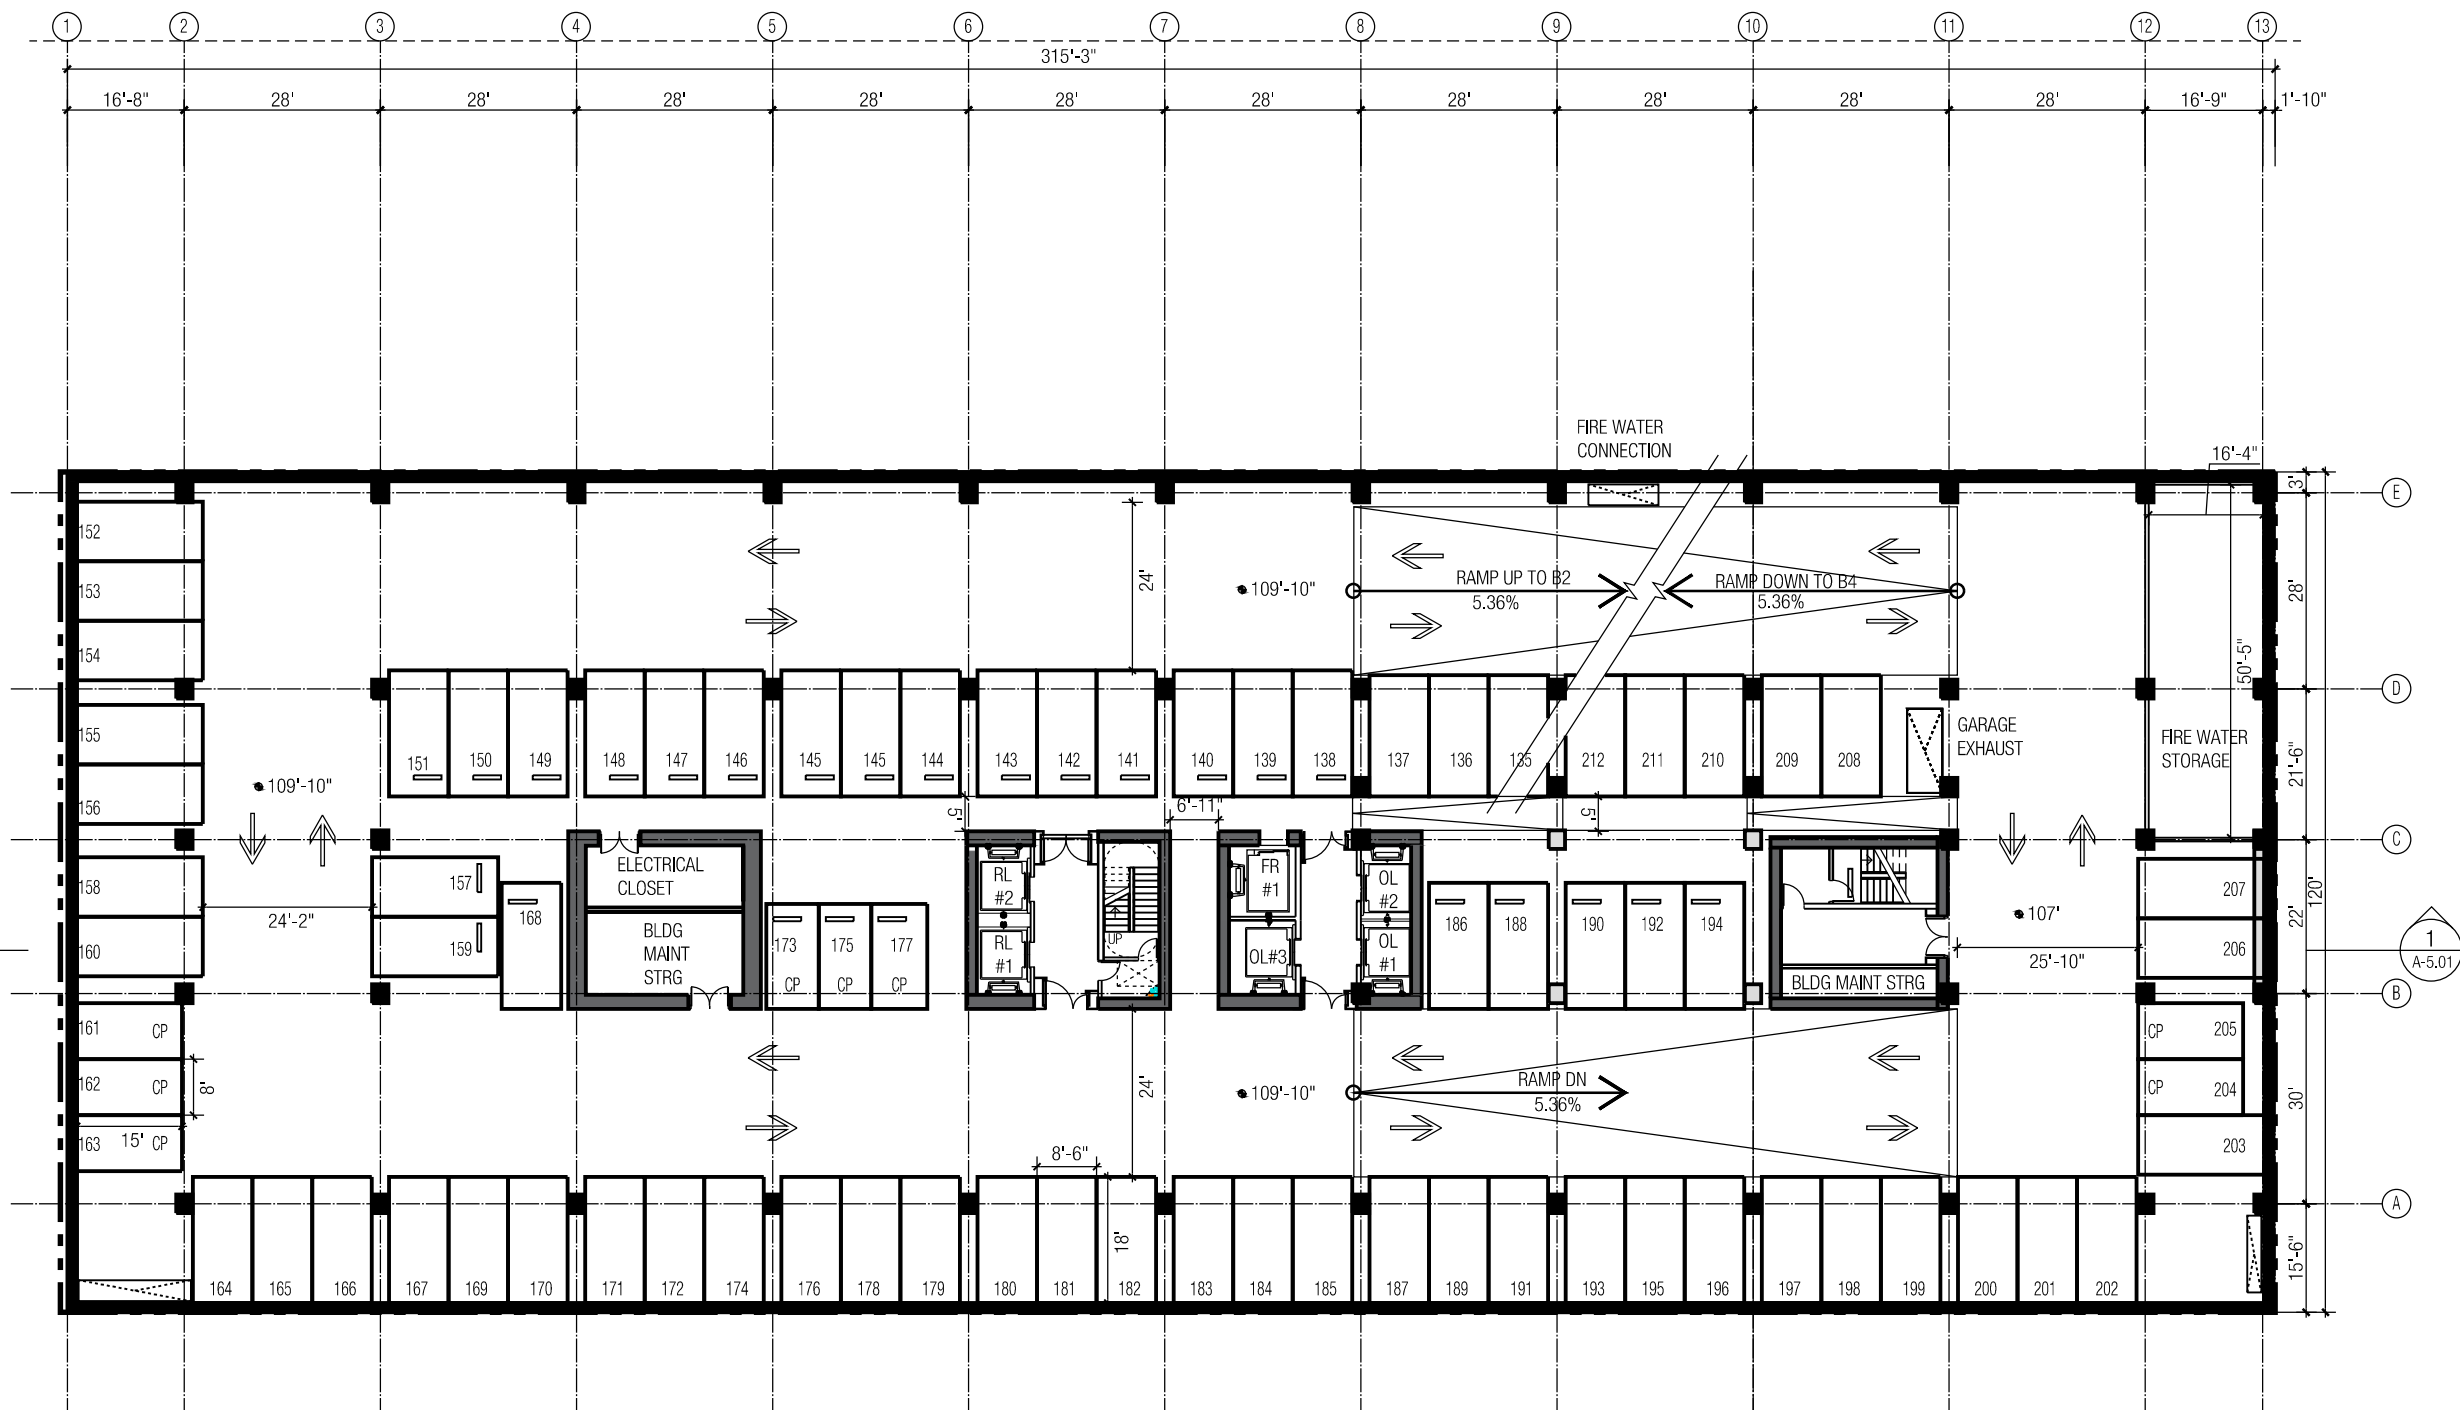 1 2 3 4 5 6 7 8 9 10 11 12 13
315'-3"
16'-8" 28' 28' 28' 28' 28' 28' 28' 28' 28' 28' 16'-9" 1'-10"
FIRE WATER
CONNECTION
16'-4"
3'
E
152
153
154
24'
109'-10"
RAMP UP TO B2
5.36%
RAMP DOWN TO B4
5.36%
28'
50'-5"
D
155
156
109'-10"
151 150 149 148 147 146 145 145 144 143 142 141 140 139 138 137 136 135 212 211 210 209 208
GARAGE
EXHAUST
FIRE WATER
STORAGE
21'-6"
5'
6'-11"
5'
C
158
160
24'-2"
157
159
168
ELECTRICAL
CLOSET
BLDG
MAINT
STRG
173 175 177
CP CP CP
RL
#2
RL
#1
UP
FR
#1
OL#3
OL
#2
OL
#1
186 188 190 192 194
BLDG MAINT STRG
107'
25'-10"
207
206
22'
120'
1
A-5.01
B
161 CP
162 CP
163 CP
8'
15'
24'
109'-10"
RAMP DN
5.36%
CP 205
CP 204
203
30'
8'-6"
18'
A
15'-6"
164 165 166 167 169 170 171 172 174 176 178 179 180 181 182 183 184 185 187 189 191 193 195 196 197 198 199 200 201 202